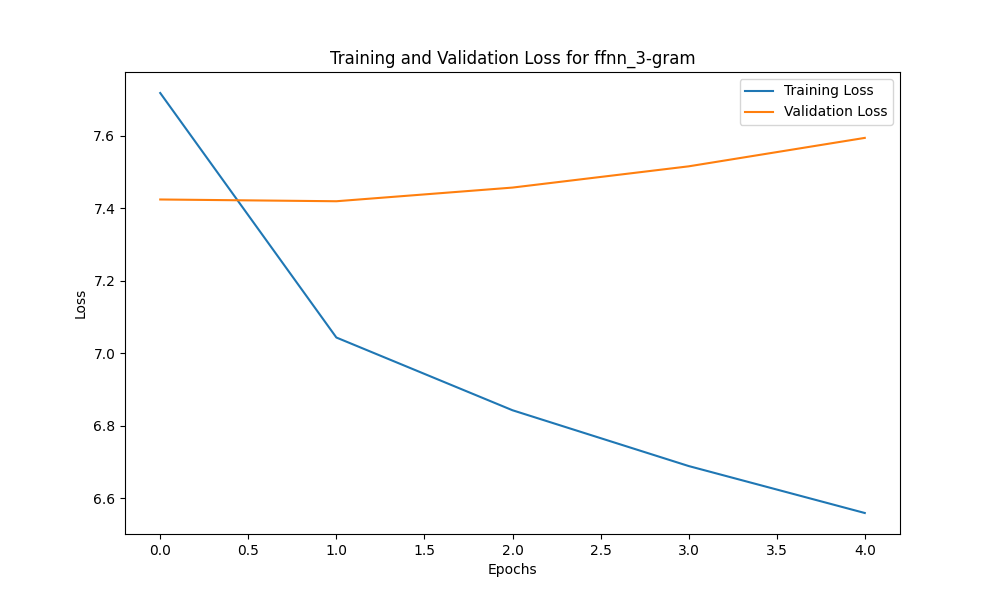 Training and Validation Loss for ffnn_3-gram
Training Loss
Validation Loss
7.6
7.4
7.2
7.0
6.8
6.6
Loss
0.0 0.5 1.0 1.5 2.0 2.5 3.0 3.5 4.0
Epochs